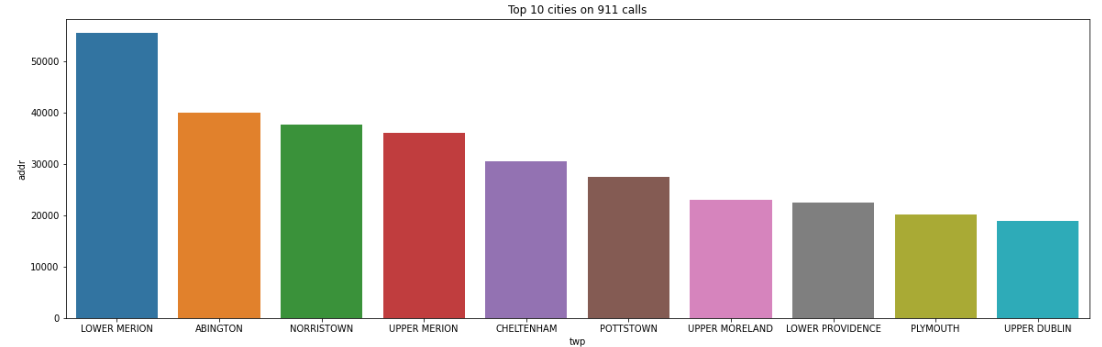 Top 10 cities on 911 calls
50000
40000
30000
20000
10000
0
addr
LOWER MERION ABINGTON NORRISTOWN UPPER MERION CHELTENHAM POTTSTOWN UPPER MORELAND LOWER PROVIDENCE PLYMOUTH UPPER DUBLIN
twp